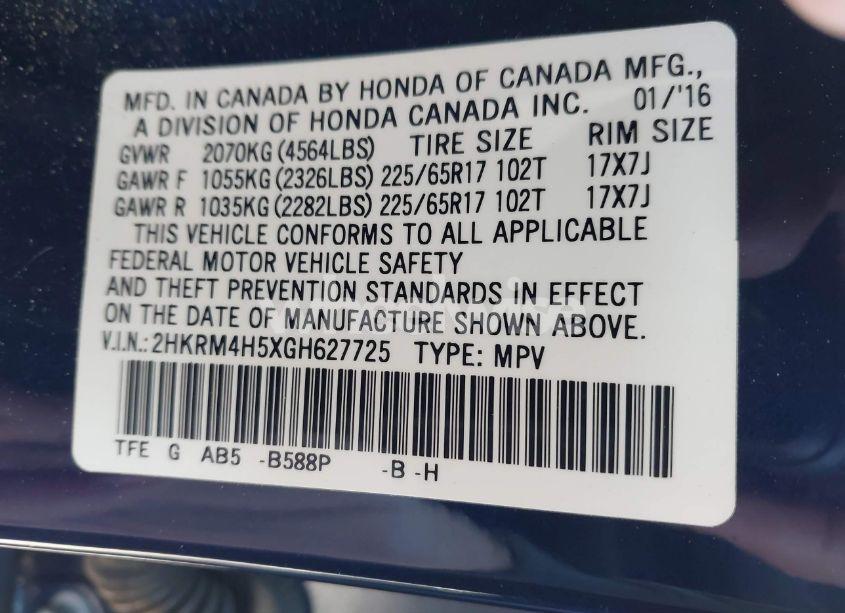 MFD. IN CANADA BY HONDA OF CANADA MFG.,
A DIVISION OF HONDA CANADA INC. 01/'16
GVWR 2070KG (4564LBS) TIRE SIZE RIM SIZE
GAWR F 1055KG (2326LBS) 225/65R17 102T 17X7J
GAWR R 1035KG (2282LBS) 225/65R17 102T 17X7J
THIS VEHICLE CONFORMS TO ALL APPLICABLE
FEDERAL MOTOR VEHICLE SAFETY
AND THEFT PREVENTION STANDARDS IN EFFECT
ON THE DATE OF MANUFACTURE SHOWN ABOVE.
V.I.N.: 2HKRM4H5XGH627725 TYPE: MPV
TFE G AB5 -B588P -B -H